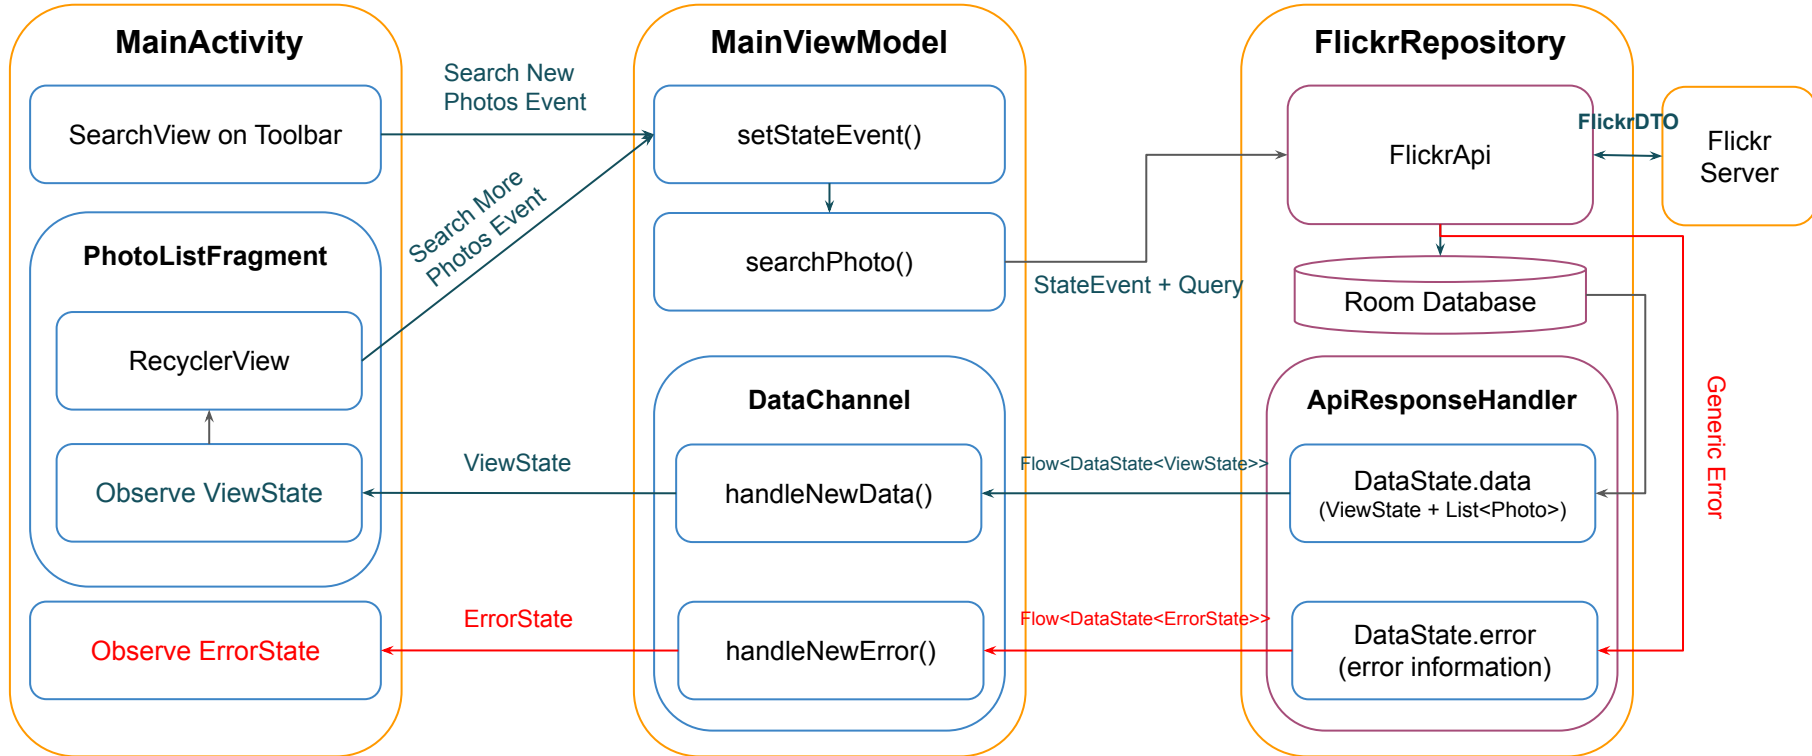 MainActivity
SearchView on Toolbar
PhotoListFragment
RecyclerView
Observe ViewState
Observe ErrorState
Search New
Photos Event
Search More
Photos Event
ViewState
ErrorState
MainViewModel
setStateEvent()
searchPhoto()
DataChannel
handleNewData()
handleNewError()
StateEvent + Query
Flow<DataState<ViewState>>
Flow<DataState<ErrorState>>
FlickrRepository
FlickrApi
Room Database
ApiResponseHandler
DataState.data
(ViewState + List<Photo>)
DataState.error
(error information)
FlickrDTO
Flickr
Server
Generic Error